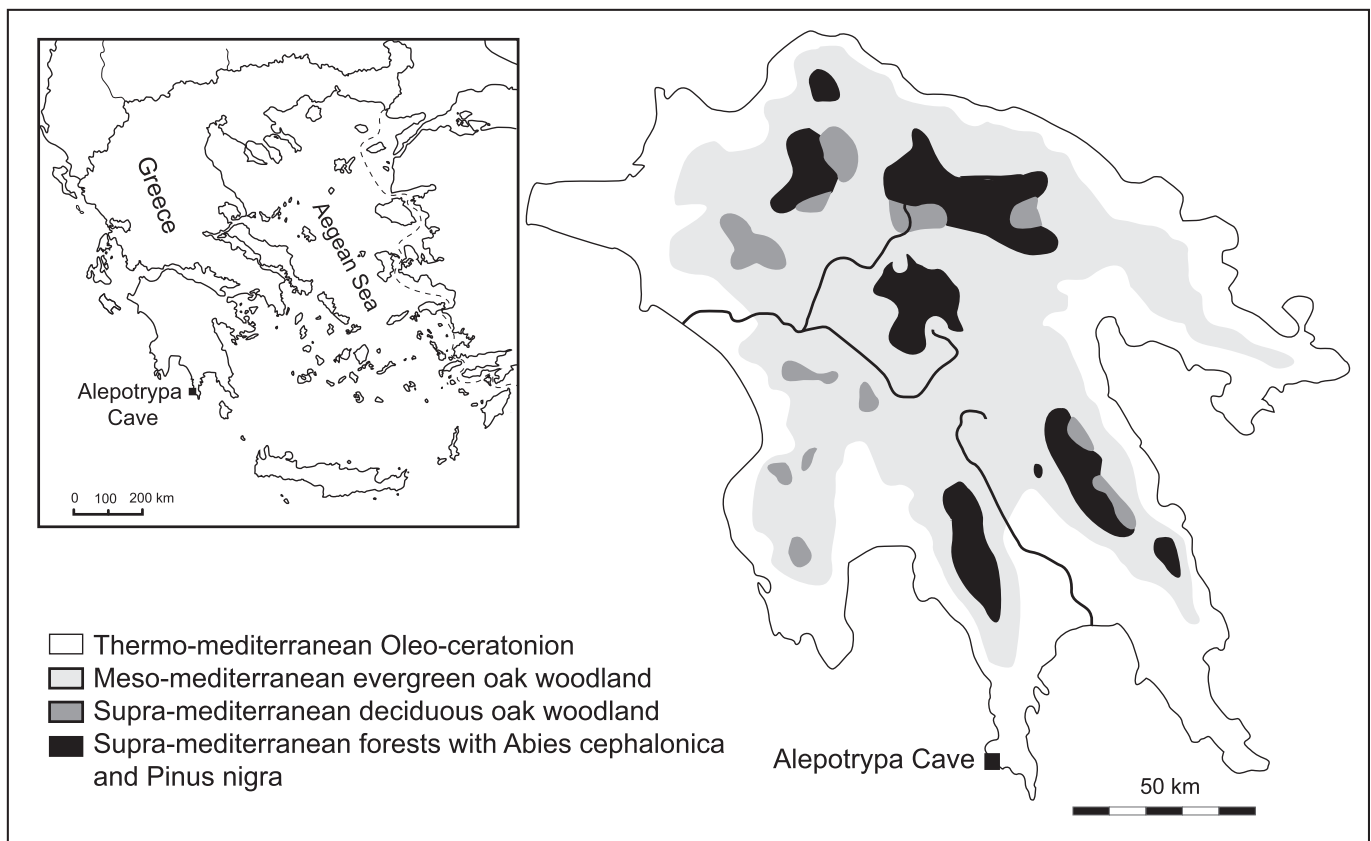 Greece
Aegean Sea
Alepotrypa
Cave
0 100 200 km
Thermo-mediterranean Oleo-ceratonion
Meso-mediterranean evergreen oak woodland
Supra-mediterranean deciduous oak woodland
Supra-mediterranean forests with Abies cephalonica
and Pinus nigra
Alepotrypa Cave
50 km